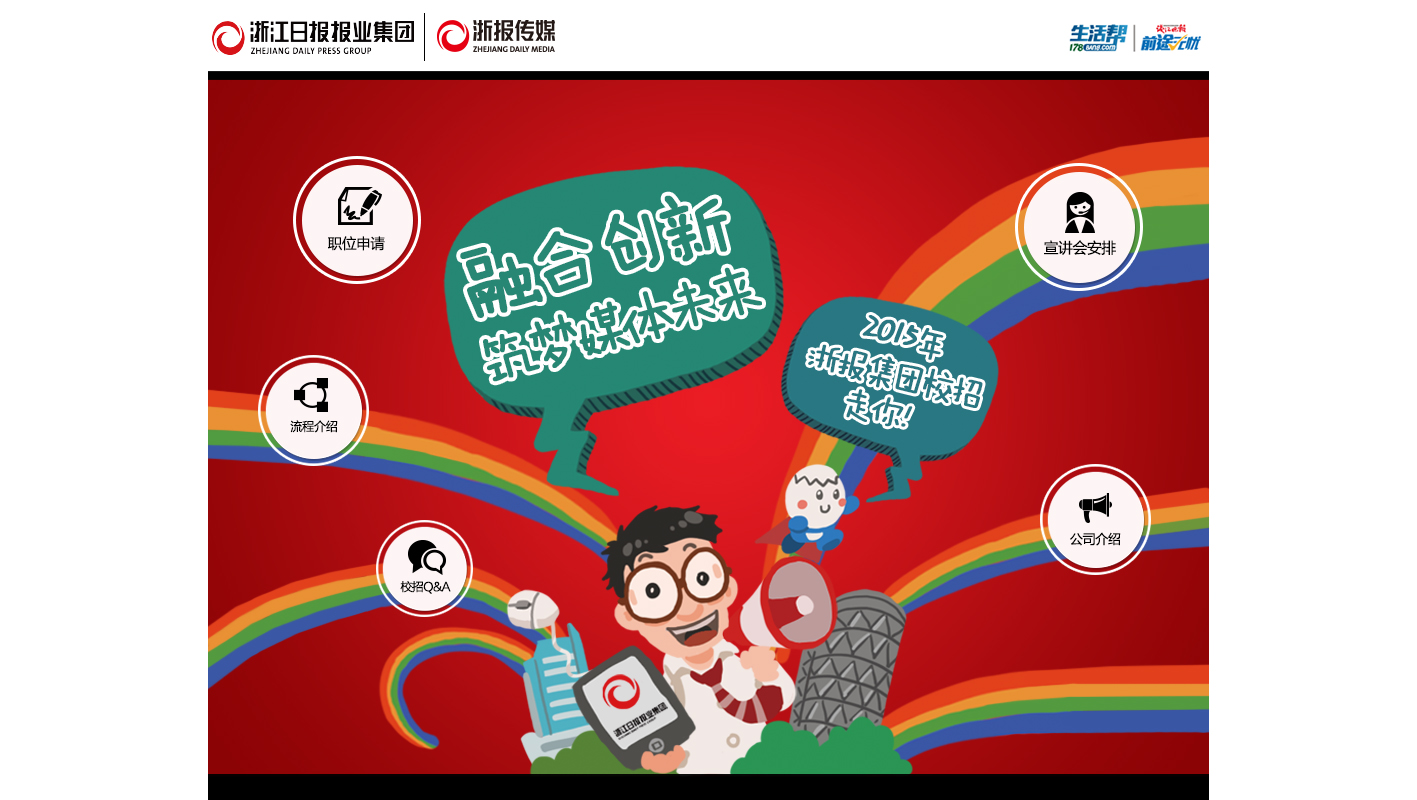 浙江日报报业集团
ZHEJIANG DAILY PRESS GROUP
浙报传媒
ZHEJIANG DAILY MEDIA
生活帮
178BANG.COM
钱江晚报
前途无忧
职位申请
融合 创新
筑梦媒体未来
宣讲会安排
2015年
浙报集团校招
走你!
流程介绍
公司介绍
校招Q&A
浙江日报报业集团